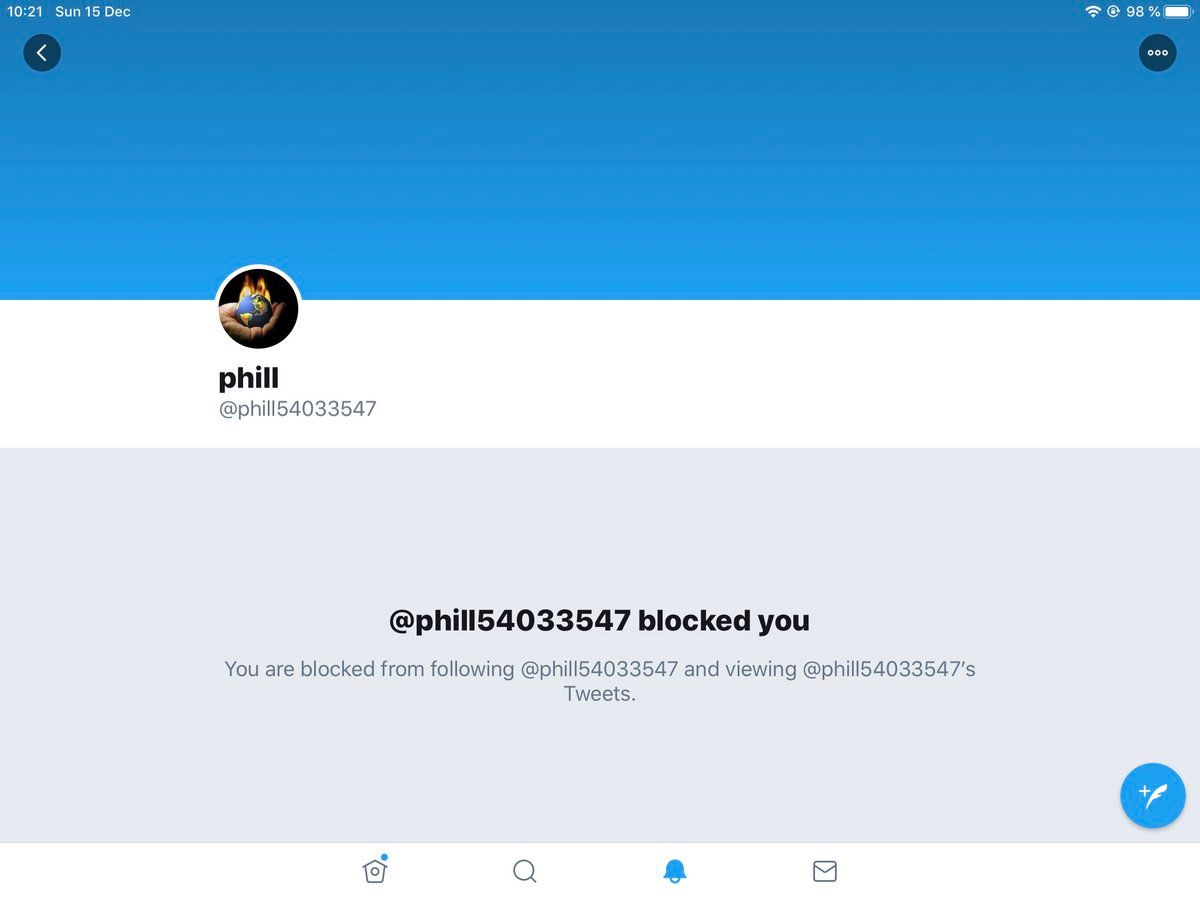 10:21 Sun 15 Dec 98 %
phill
@phill54033547
@phill54033547 blocked you
You are blocked from following @phill54033547 and viewing @phill54033547’s
Tweets.